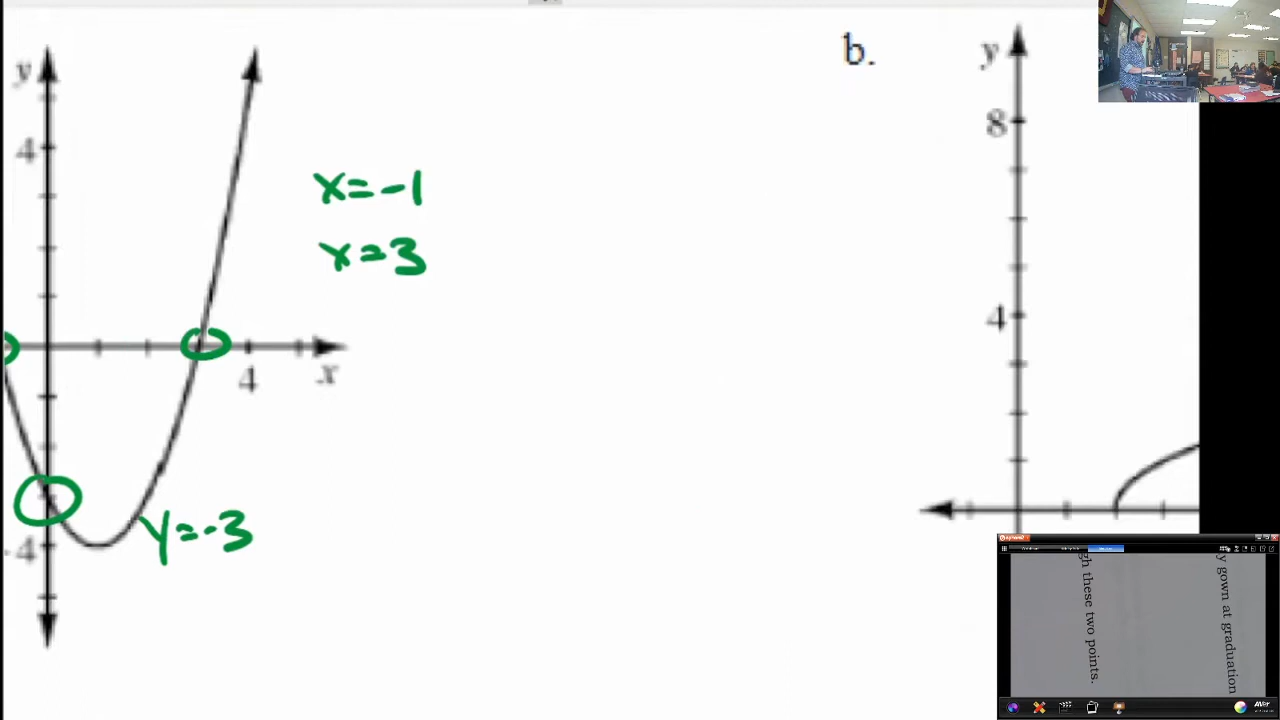 y
4
x=-1
x=3
4
x
y=-3
-4
b.
y
8
4
gh these two points.
y gown at graduation